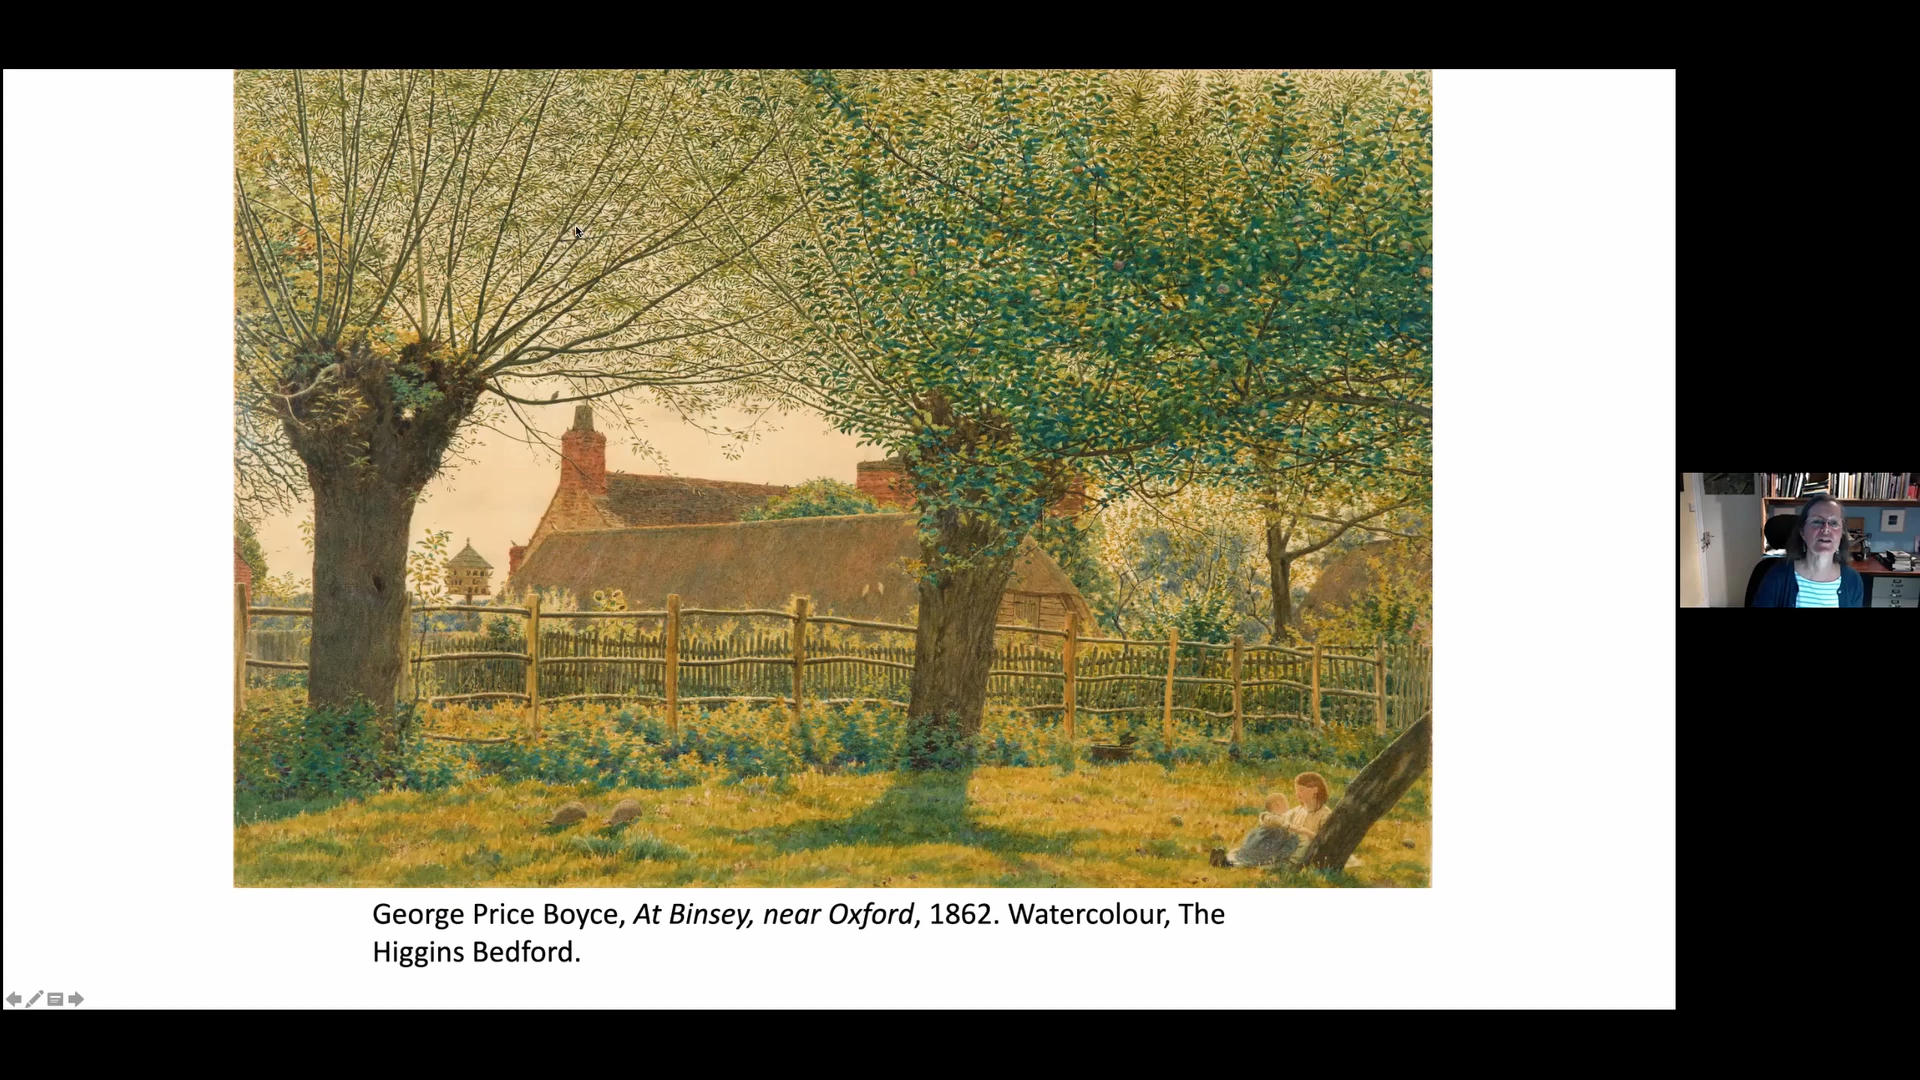 George Price Boyce, At Binsey, near Oxford, 1862. Watercolour, The
Higgins Bedford.